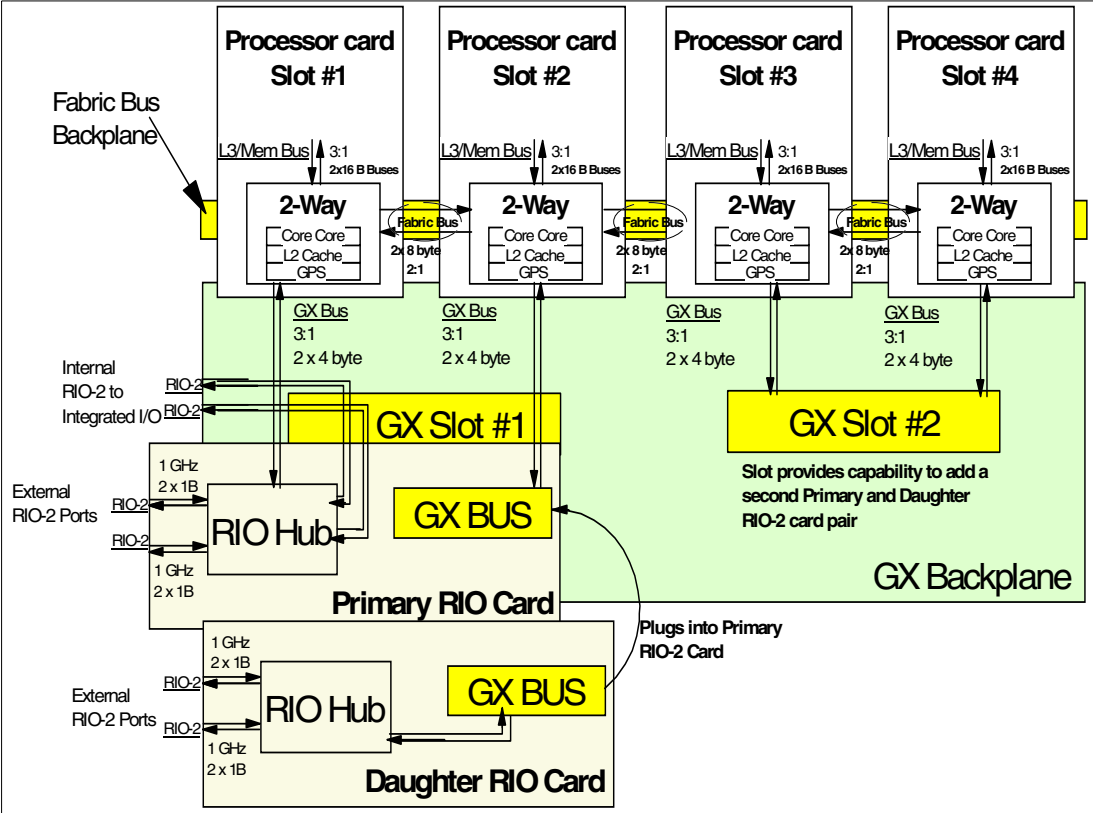 Processor card
Slot #1
Processor card
Slot #2
Processor card
Slot #3
Processor card
Slot #4
Fabric Bus
Backplane
L3/Mem Bus
3:1
2x16 B Buses
L3/Mem Bus
3:1
2x16 B Buses
L3/Mem Bus
3:1
2x16 B Buses
L3/Mem Bus
3:1
2x16 B Buses
2-Way
Core Core
L2 Cache
GPS
Fabric Bus
2x 8 byte
2:1
2-Way
Core Core
L2 Cache
GPS
Fabric Bus
2x 8 byte
2:1
2-Way
Core Core
L2 Cache
GPS
Fabric Bus
2x 8 byte
2:1
2-Way
Core Core
L2 Cache
GPS
GX Bus
3:1
2 x 4 byte
GX Bus
3:1
2 x 4 byte
GX Bus
3:1
2 x 4 byte
GX Bus
3:1
2 x 4 byte
Internal
RIO-2 to
Integrated I/O
RIO-2
RIO-2
GX Slot #1
GX Slot #2
Slot provides capability to add a
second Primary and Daughter
RIO-2 card pair
GX Backplane
External
RIO-2 Ports
1 GHz
2 x 1B
RIO-2
RIO-2
1 GHz
2 x 1B
RIO Hub
GX BUS
Primary RIO Card
Plugs into Primary
RIO-2 Card
External
RIO-2 Ports
1 GHz
2 x 1B
RIO-2
RIO-2
1 GHz
2 x 1B
RIO Hub
GX BUS
Daughter RIO Card